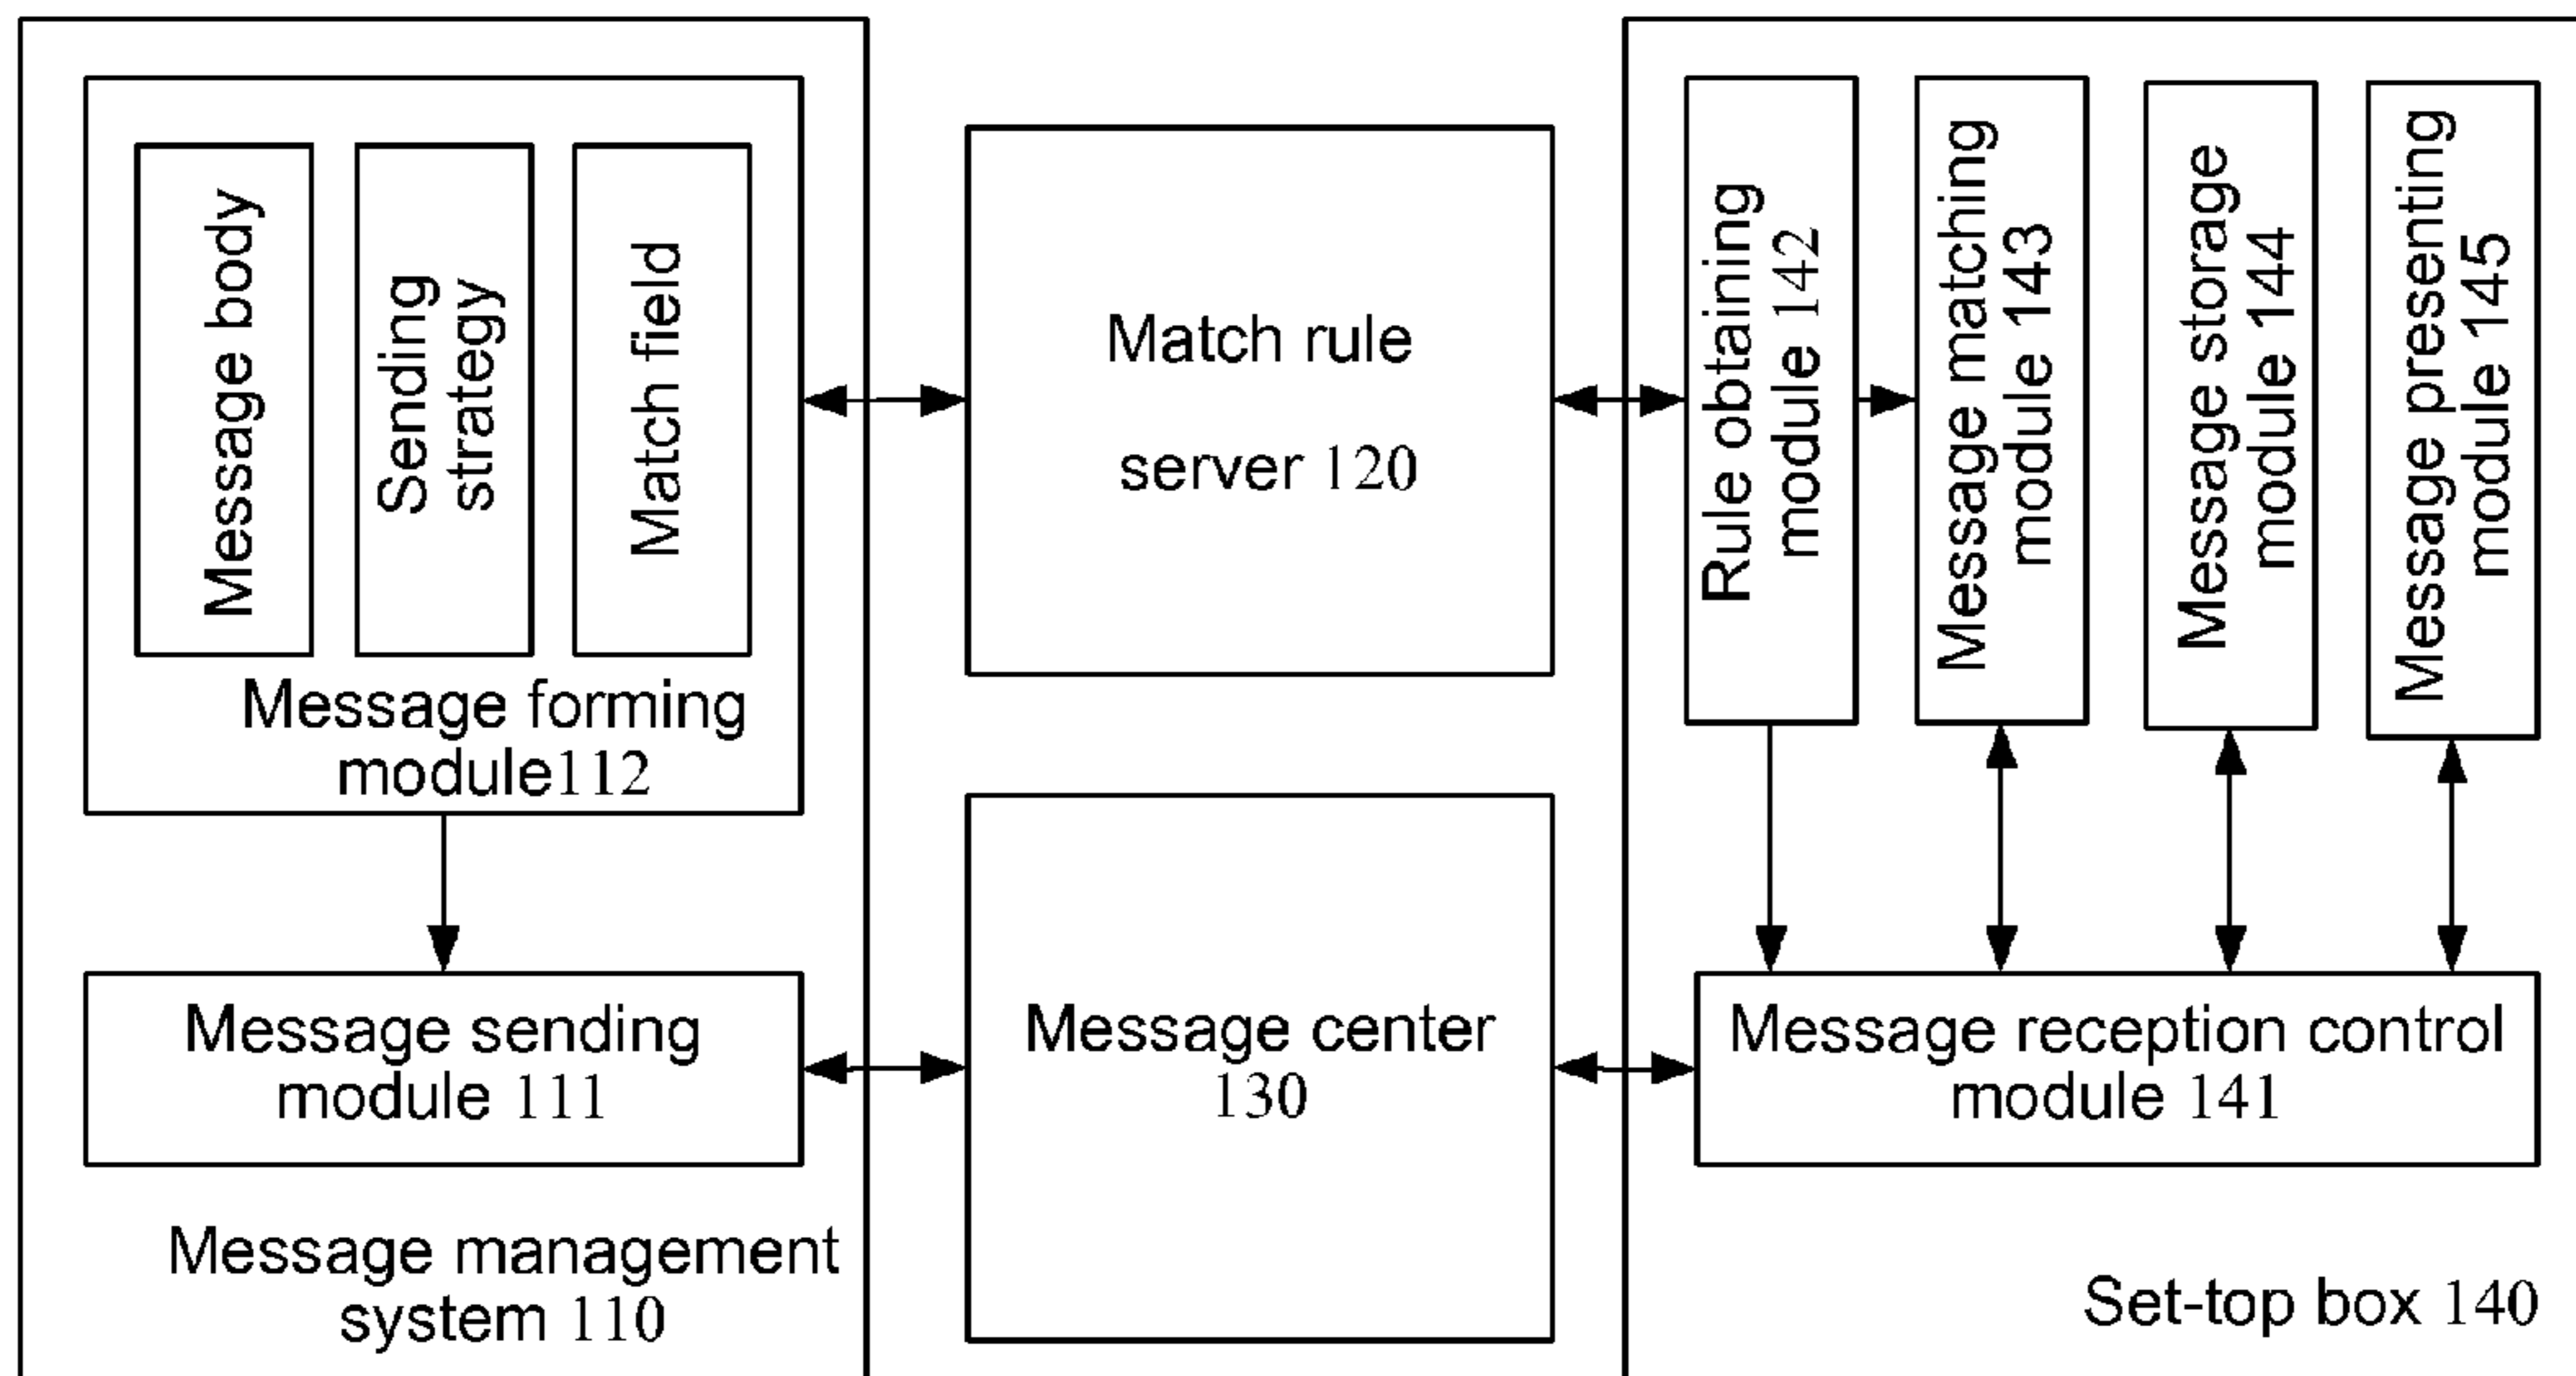 Message body
Sending
strategy
Match field
Message forming
module112
Message sending
module 111
Message management
system 110
Match rule
server 120
Message center
130
Rule obtaining
module 142
Message matching
module 143
Message storage
module 144
Message presenting
module 145
Message reception control
module 141
Set-top box 140